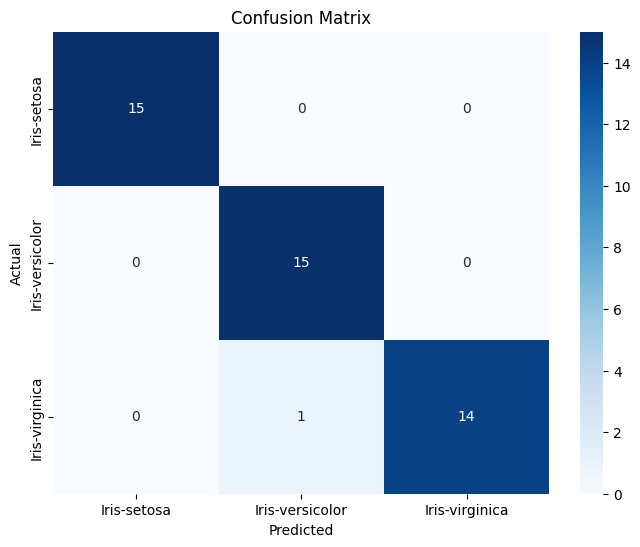 Confusion Matrix
Actual
Iris-setosa
15 0 0
Iris-versicolor
0 15 0
Iris-virginica
0 1 14
Iris-setosa Iris-versicolor Iris-virginica
Predicted
14
12
10
8
6
4
2
0